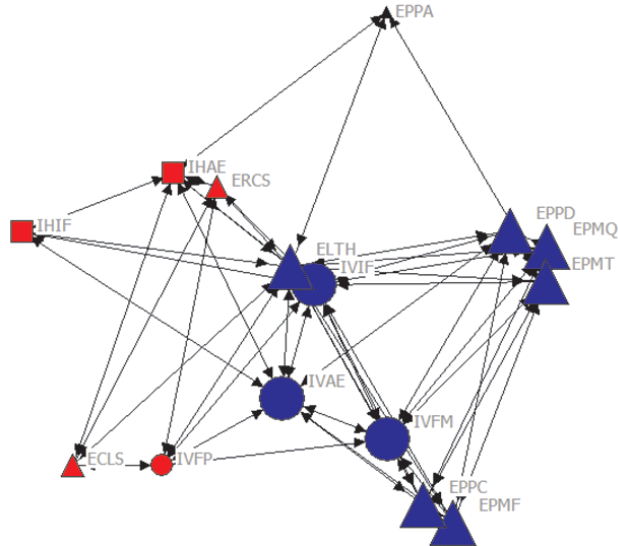 EPPA
IHAE
ERCS
IHIF
EPPD
EPMQ
ELTH
EPMT
IVIF
IVAE
IVFM
ECLS
IVFP
EPPC
EPMF